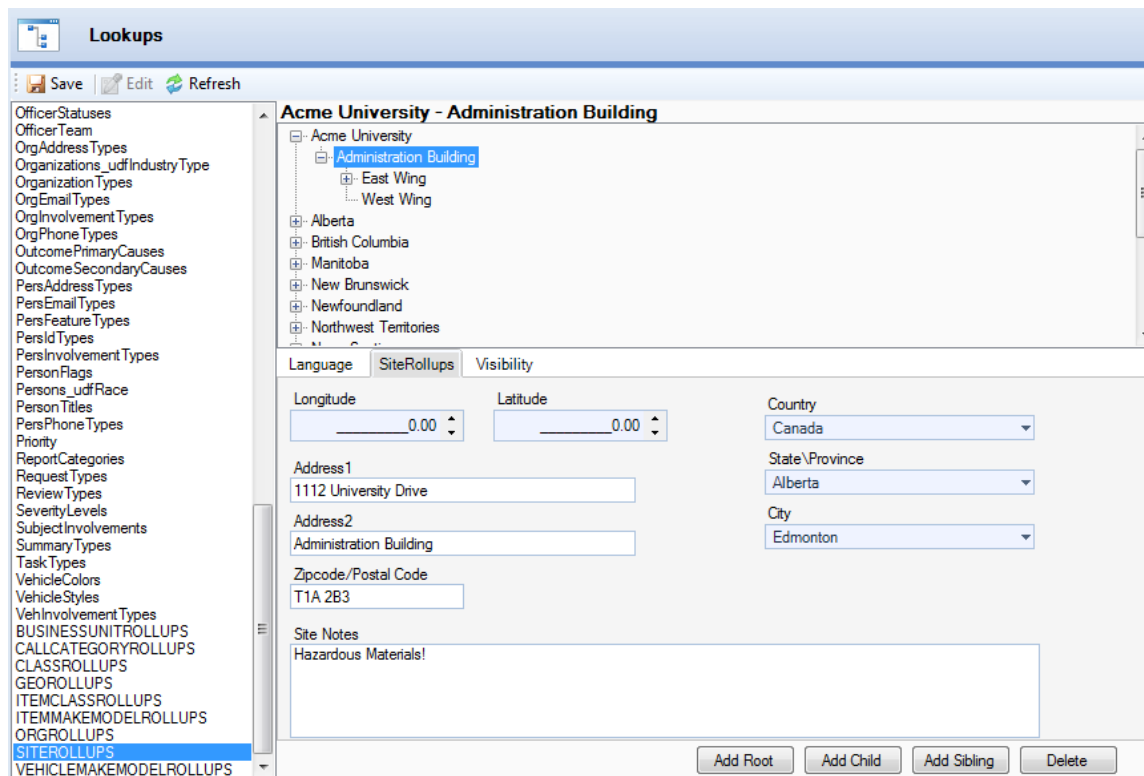 Lookups
Save Edit Refresh
OfficerStatuses
OfficerTeam
OrgAddressTypes
Organizations_udfIndustryType
OrganizationTypes
OrgEmailTypes
OrgInvolvementTypes
OrgPhoneTypes
OutcomePrimaryCauses
OutcomeSecondaryCauses
PersAddressTypes
PersEmailTypes
PersFeatureTypes
PersIdTypes
PersInvolvementTypes
PersonFlags
Persons_udfRace
PersonTitles
PersPhoneTypes
Priority
ReportCategories
RequestTypes
ReviewTypes
SeverityLevels
SubjectInvolvements
SummaryTypes
TaskTypes
VehicleColors
VehicleStyles
VehInvolvementTypes
BUSINESSUNITROLLUPS
CALLCATEGORYROLLUPS
CLASSROLLUPS
GEOROLLUPS
ITEMCLASSROLLUPS
ITEMMAKEMODELROLLUPS
ORGROLLUPS
SITEROLLUPS
VEHICLEMAKEMODELROLLUPS
Acme University - Administration Building
Acme University
Administration Building
East Wing
West Wing
Alberta
British Columbia
Manitoba
New Brunswick
Newfoundland
Northwest Territories
Language SiteRollups Visibility
Longitude Latitude
_________0.00 _________0.00
Address1
1112 University Drive
Address2
Administration Building
Zipcode/Postal Code
T1A 2B3
Country
Canada
State\Province
Alberta
City
Edmonton
Site Notes
Hazardous Materials!
Add Root Add Child Add Sibling Delete